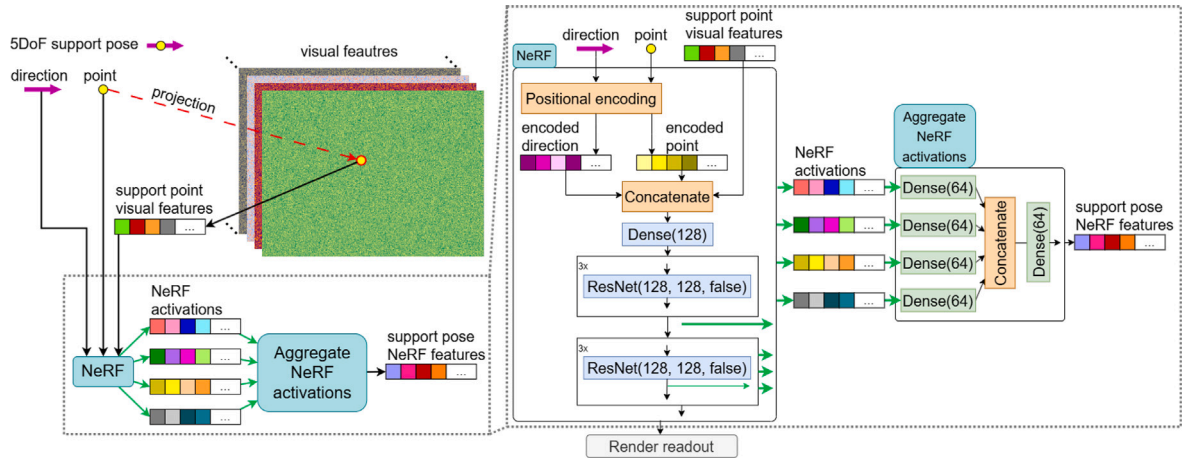 5DoF support pose
direction
point
projection
visual feautres
support point
visual features
...
NeRF
NeRF
activations
...
...
...
...
Aggregate
NeRF
activations
support pose
NeRF features
...
NeRF
direction
point
support point
visual features
...
Positional encoding
encoded
direction
...
encoded
point
...
Concatenate
Dense(128)
3x
ResNet(128, 128, false)
3x
ResNet(128, 128, false)
Render readout
NeRF
activations
...
...
...
...
Aggregate
NeRF
activations
Dense(64)
Dense(64)
Dense(64)
Dense(64)
Concatenate
Dense(64)
support pose
NeRF features
...